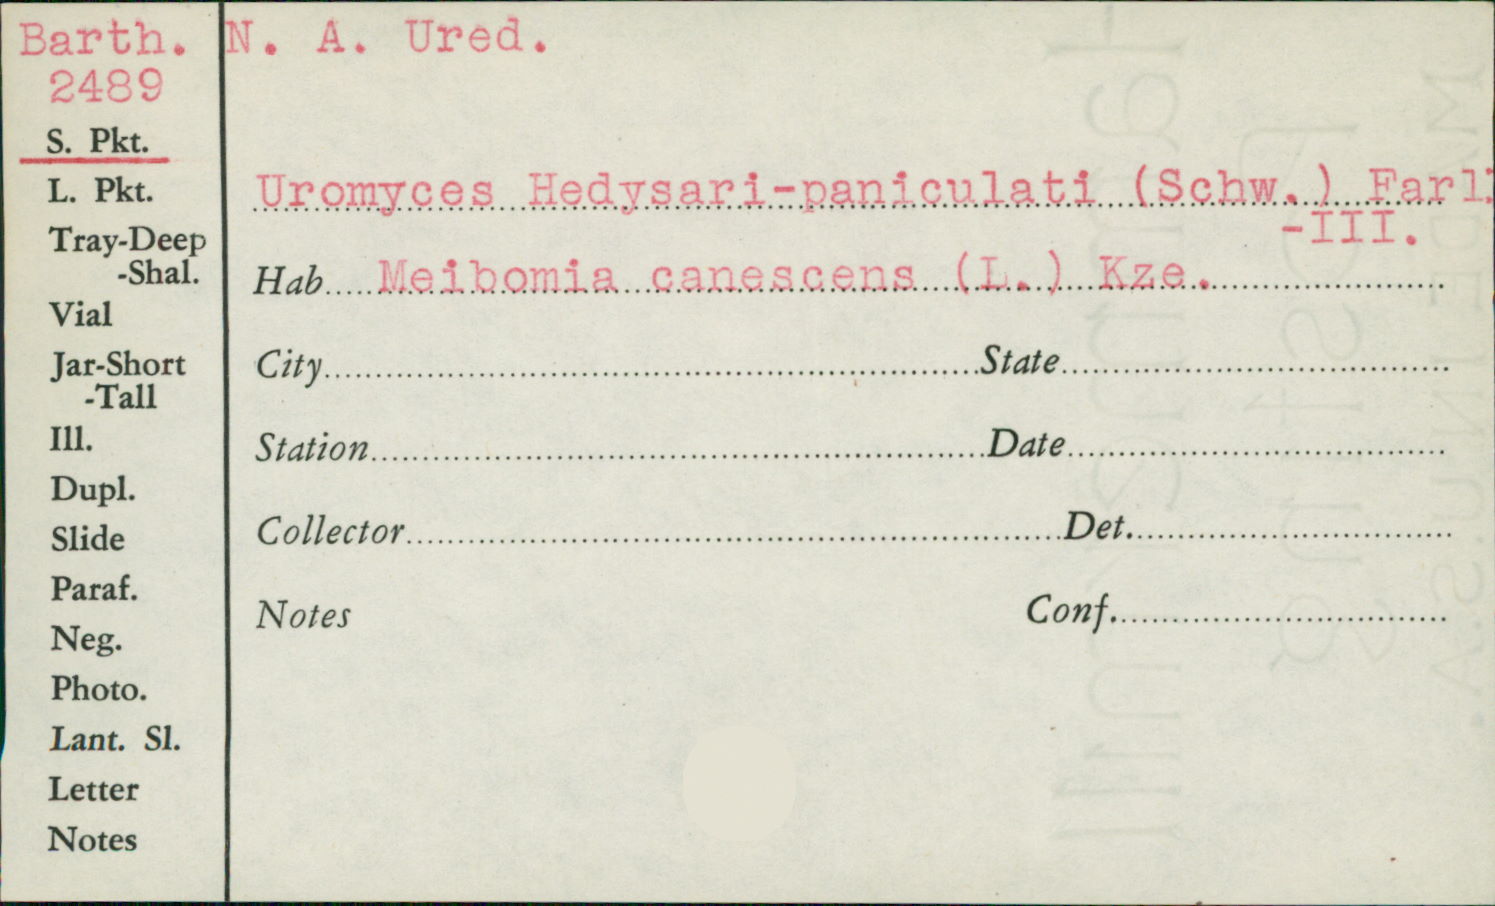 Barth. N. A. Ured.
2489
S. Pkt.
L. Pkt.
Tray-Deep
-Shal.
Vial
Jar-Short
-Tall
Ill.
Dupl.
Slide
Paraf.
Neg.
Photo.
Lant. Sl.
Letter
Notes
Uromyces Hedysari-paniculati (Schw.) Farl
-III.
Hab Meibomia canescens (L.) Kze.
City State
Station Date
Collector Det.
Notes Conf.